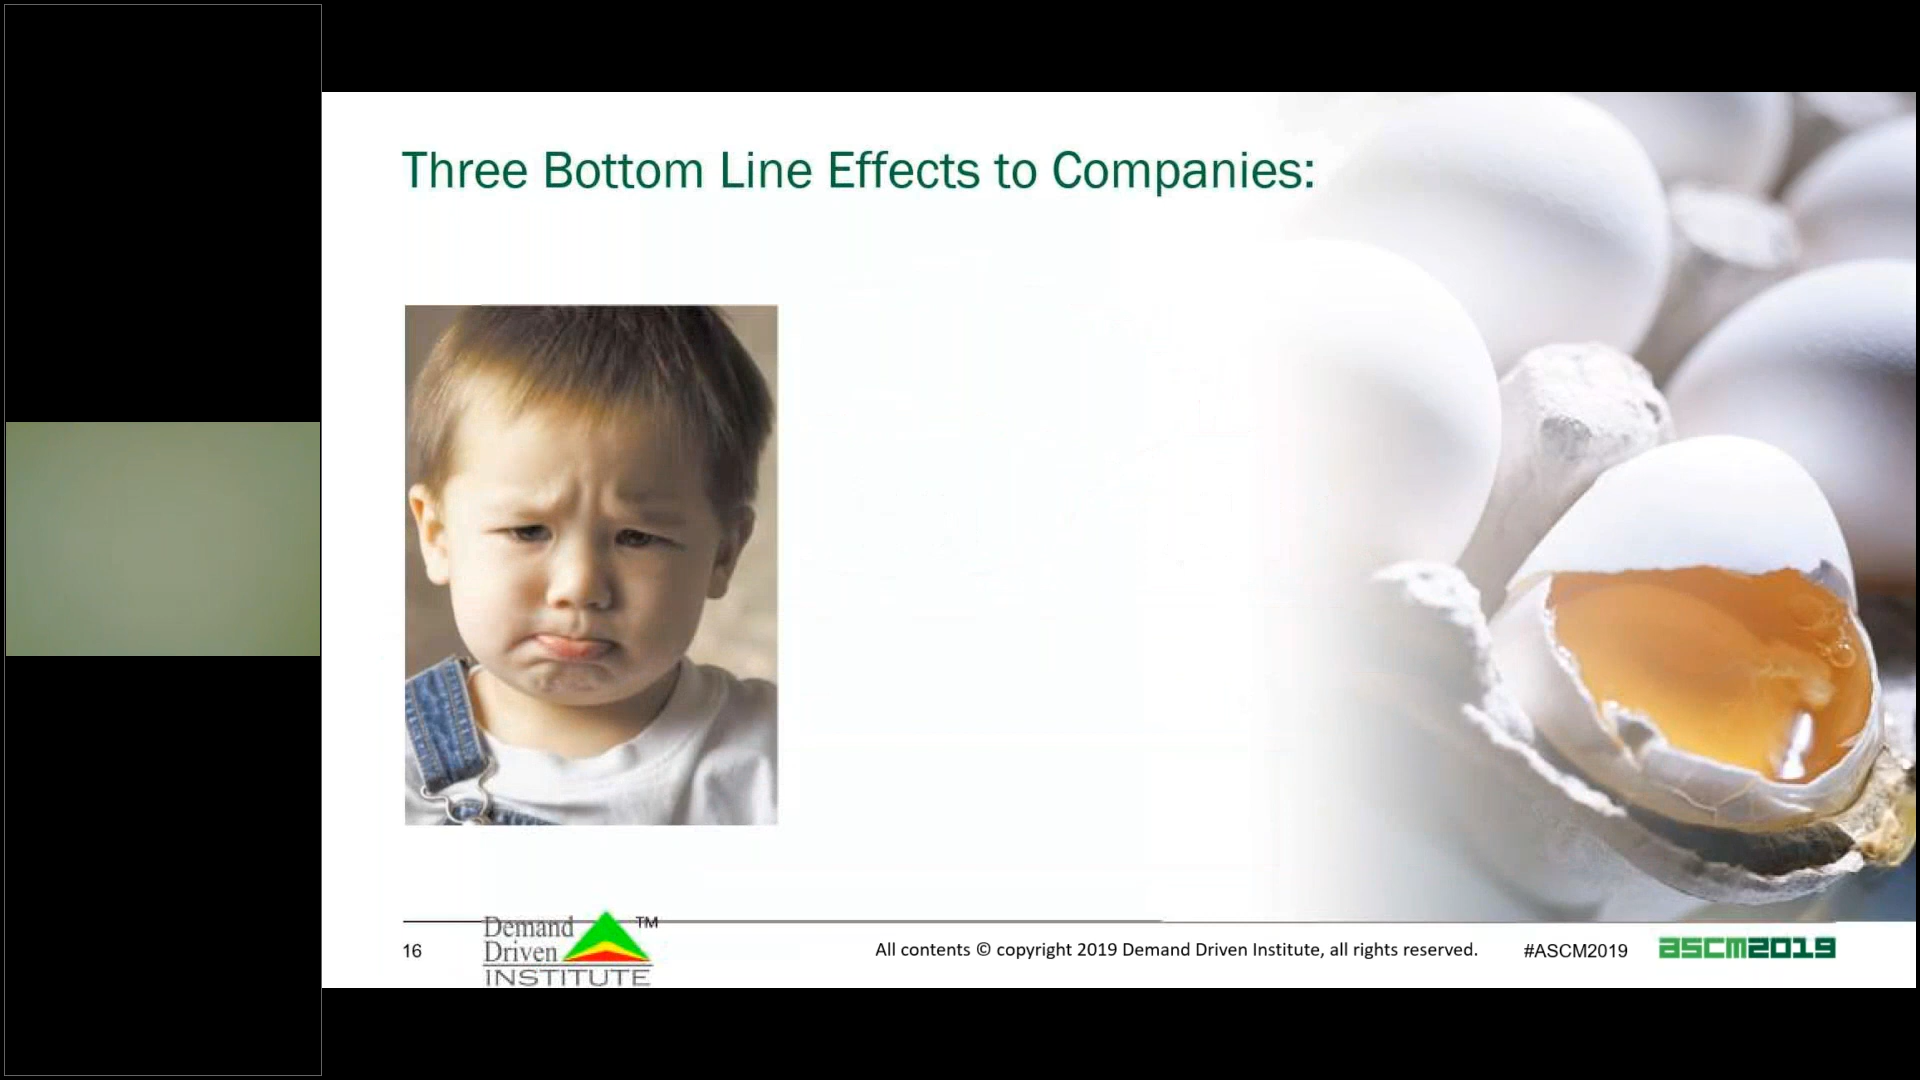 Three Bottom Line Effects to Companies:
16
Demand
Driven
INSTITUTE
TM
All contents © copyright 2019 Demand Driven Institute, all rights reserved.
#ASCM2019
ascm2019